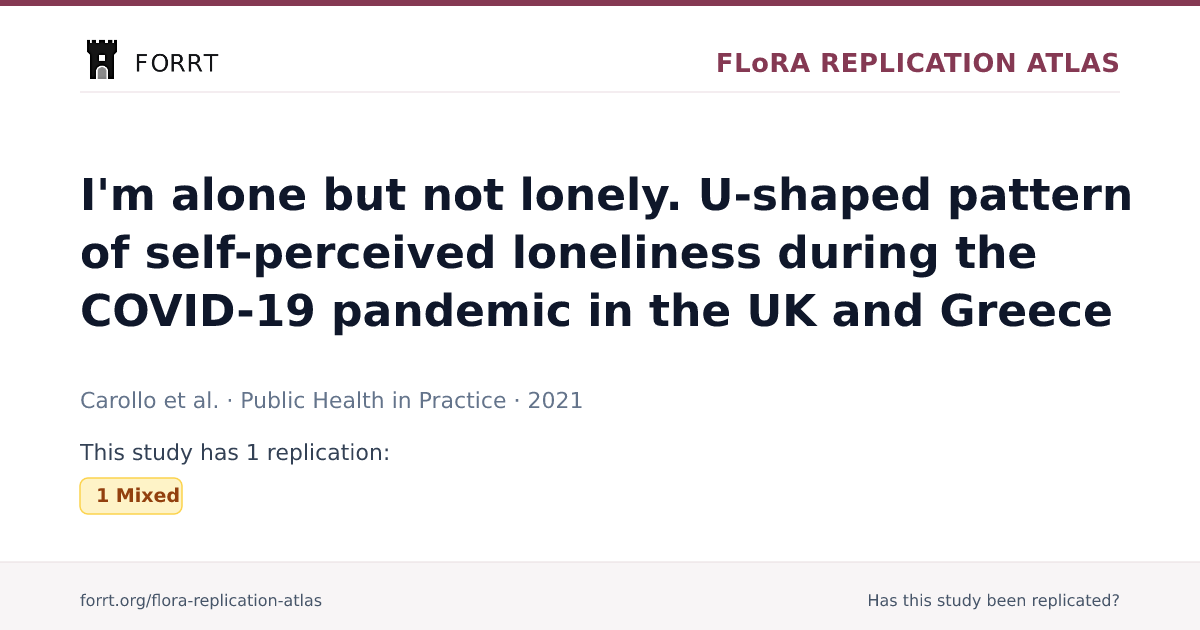 FORRT
FLoRA REPLICATION ATLAS
I'm alone but not lonely. U-shaped pattern
of self-perceived loneliness during the
COVID-19 pandemic in the UK and Greece
Carollo et al. · Public Health in Practice · 2021
This study has 1 replication:
1 Mixed
forrt.org/flora-replication-atlas
Has this study been replicated?